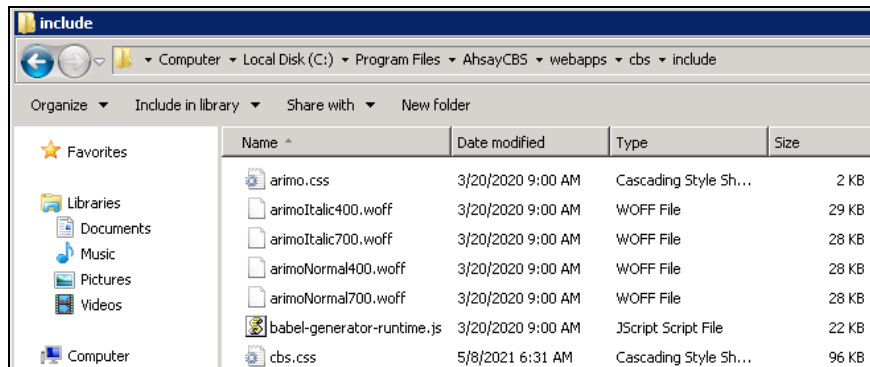 include
Computer Local Disk (C:) Program Files AhsayCBS webapps cbs include
Organize Include in library Share with New folder
Favorites
Libraries
Documents
Music
Pictures
Videos
Computer
Name Date modified Type Size
arimo.css 3/20/2020 9:00 AM Cascading Style Sh... 2 KB
arimoItalic400.woff 3/20/2020 9:00 AM WOFF File 29 KB
arimoItalic700.woff 3/20/2020 9:00 AM WOFF File 28 KB
arimoNormal400.woff 3/20/2020 9:00 AM WOFF File 28 KB
arimoNormal700.woff 3/20/2020 9:00 AM WOFF File 28 KB
babel-generator-runtime.js 3/20/2020 9:00 AM JScript Script File 22 KB
cbs.css 5/8/2021 6:31 AM Cascading Style Sh... 96 KB